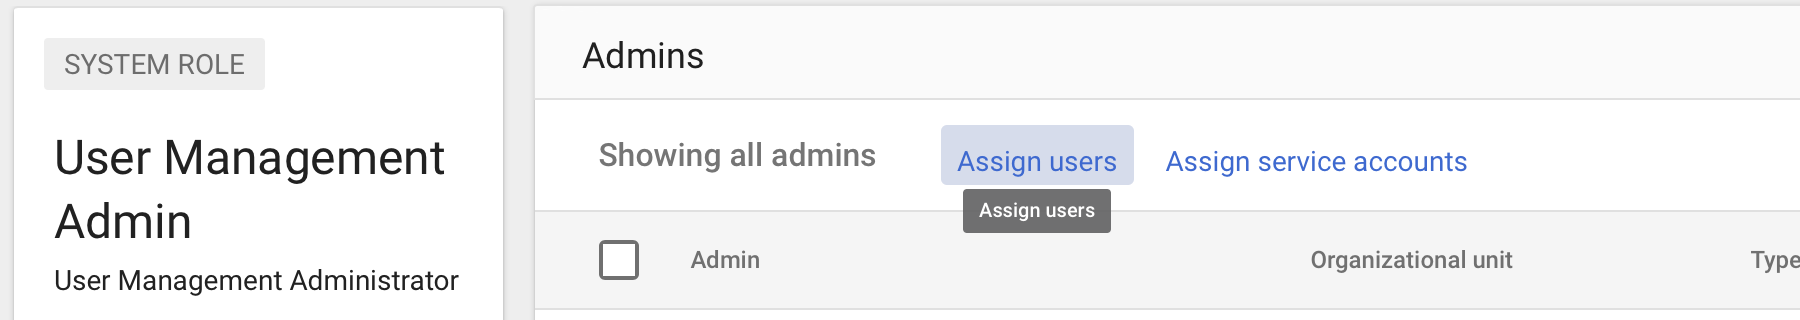 SYSTEM ROLE
User Management
Admin
User Management Administrator
Admins
Showing all admins
Assign users
Assign service accounts
Assign users
Admin
Organizational unit
Type